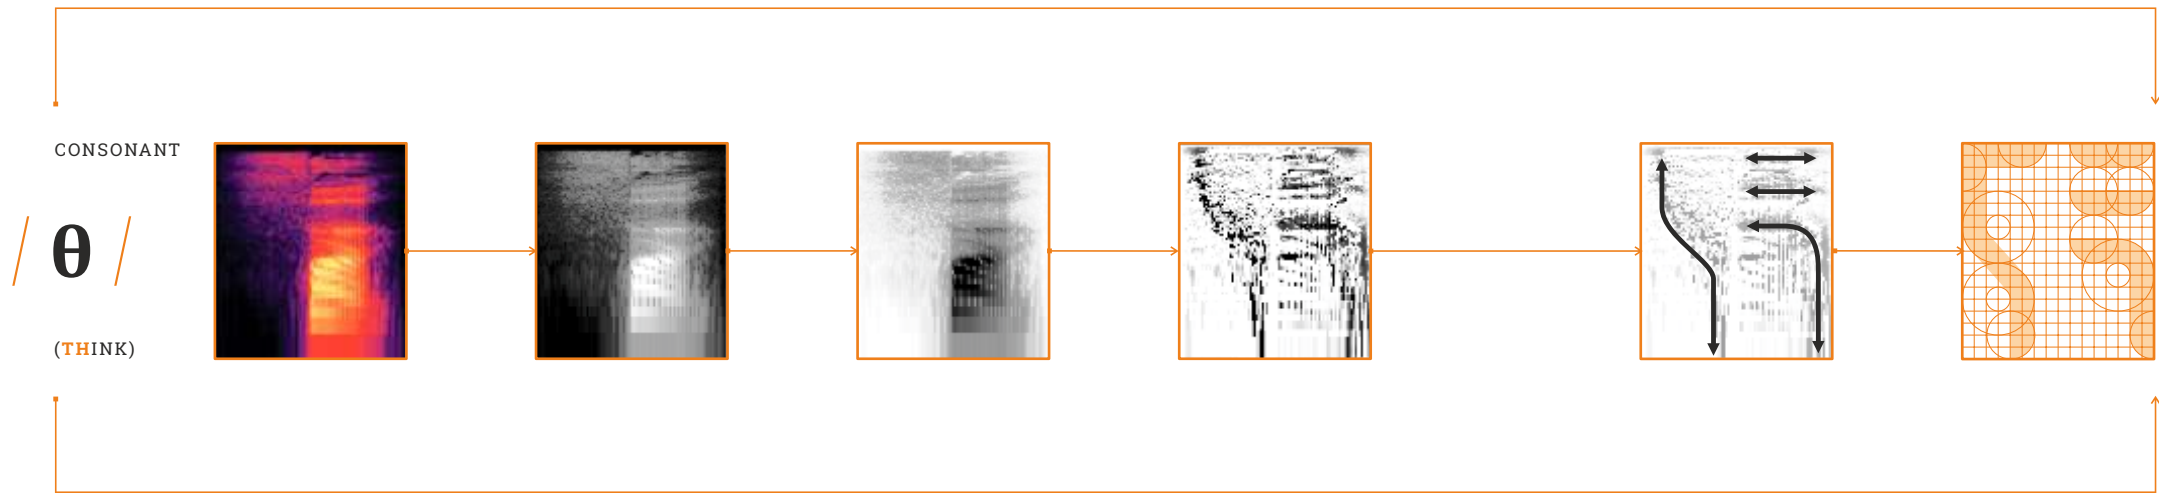 CONSONANT
/ θ /
(THINK)